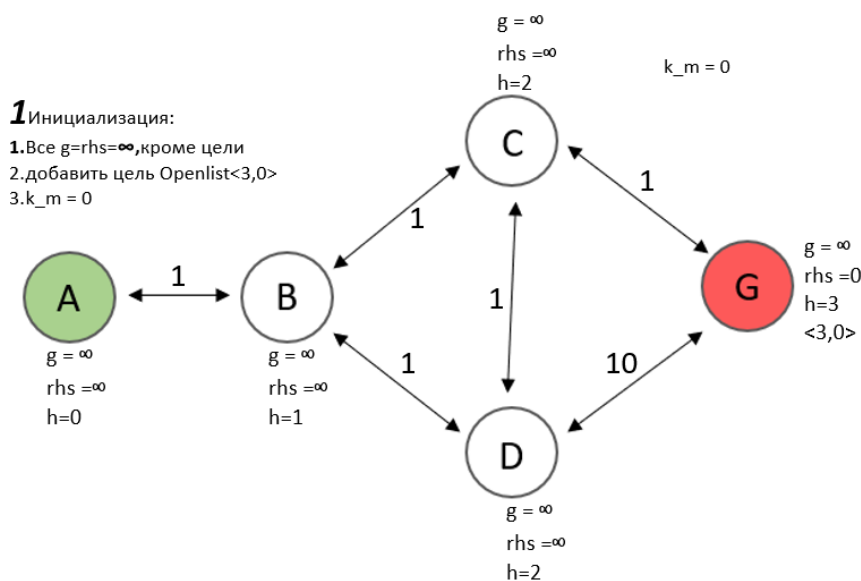 g = ∞
rhs =∞
h=2
k_m = 0
1Инициализация:
1.Все g=rhs=∞,кроме цели
2.добавить цель Openlist<3,0>
3.k_m = 0
C
1
1
A
1
B
1
G
g = ∞
rhs =0
h=3
<3,0>
g = ∞
rhs =∞
h=0
g = ∞
rhs =∞
h=1
1
10
D
g = ∞
rhs =∞
h=2